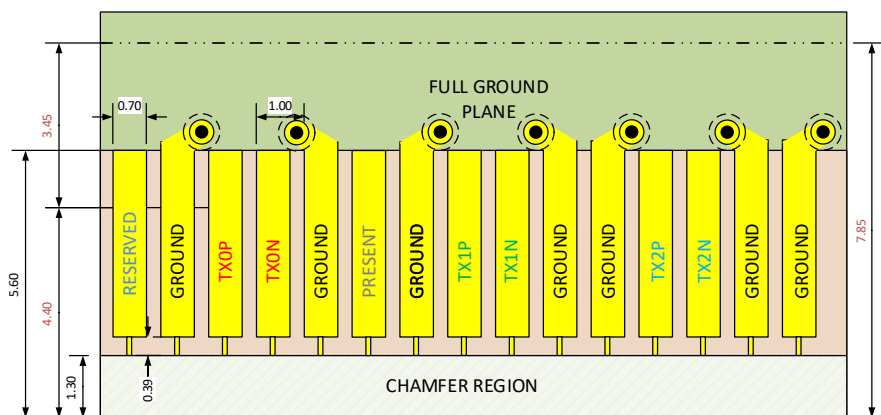 FULL GROUND
PLANE
0.70
1.00
3.45
7.85
5.60
4.40
1.30
0.39
RESERVED
GROUND
TX0P
TX0N
GROUND
PRESENT
GROUND
TX1P
TX1N
GROUND
GROUND
TX2P
TX2N
GROUND
GROUND
CHAMFER REGION